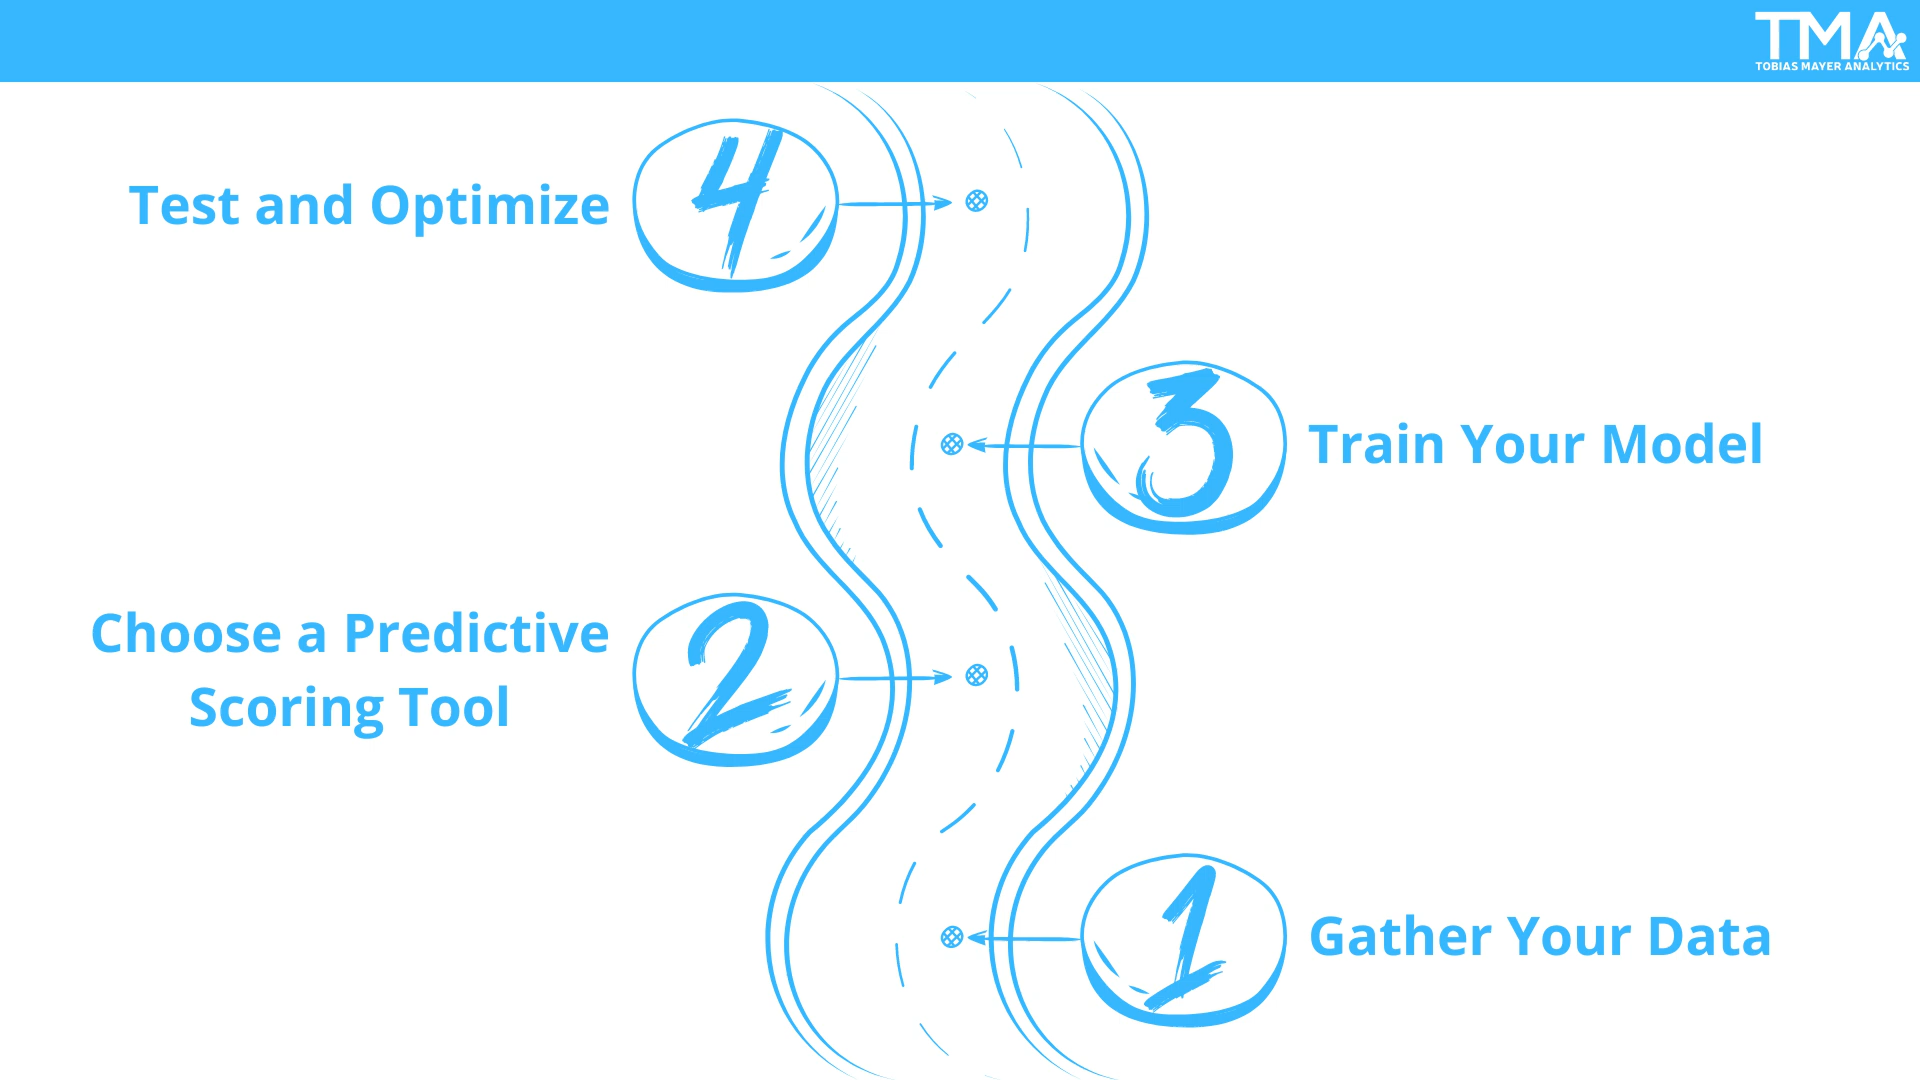 TMA
TOBIAS MAYER ANALYTICS
4
Test and Optimize
3
Train Your Model
2
Choose a Predictive
Scoring Tool
1
Gather Your Data